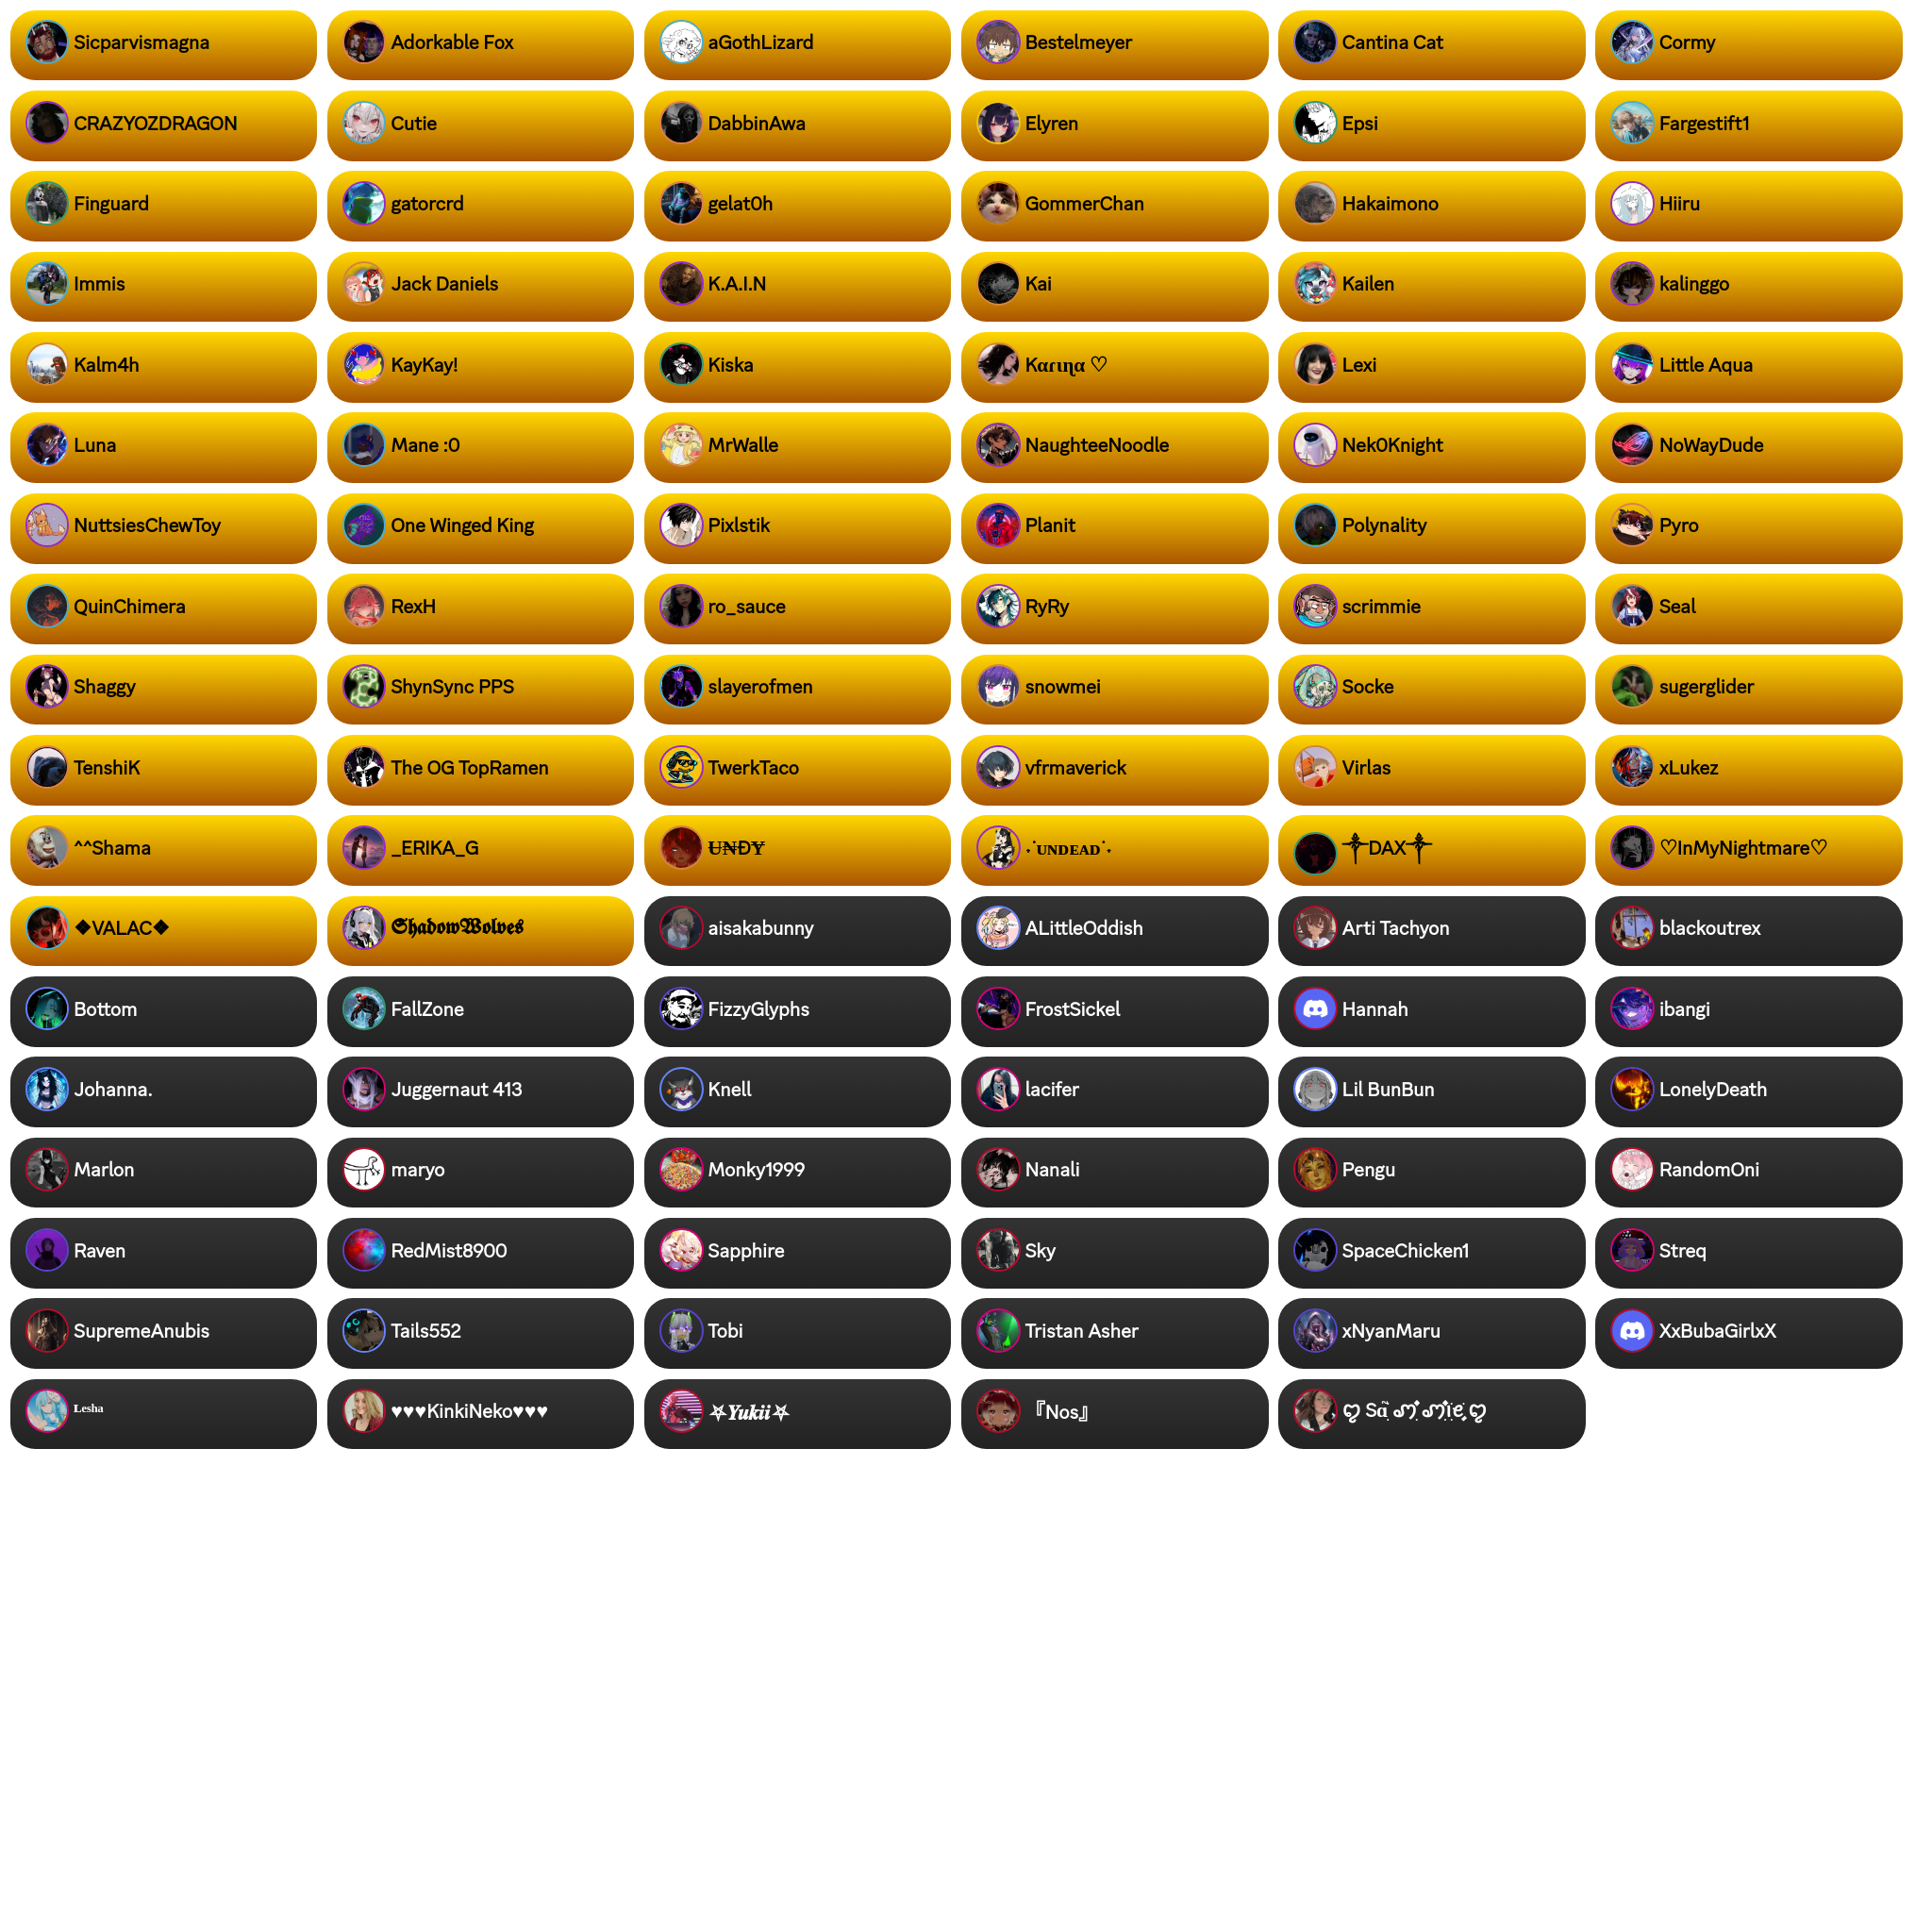 Sicparvismagna
Adorkable Fox
aGothLizard
Bestelmeyer
Cantina Cat
Cormy
CRAZYOZDRAGON
Cutie
DabbinAwa
Elyren
Epsi
Fargestift1
Finguard
gatorcrd
gelat0h
GommerChan
Hakaimono
Hiiru
Immis
Jack Daniels
K.A.I.N
Kai
Kailen
kalinggo
Kalm4h
KayKay!
Kiska
Kαɾιɳα ♡
Lexi
Little Aqua
Luna
Mane :0
MrWalle
NaughteeNoodle
Nek0Knight
NoWayDude
NuttsiesChewToy
One Winged King
Pixlstik
Planit
Polynality
Pyro
QuinChimera
RexH
ro_sauce
RyRy
scrimmie
Seal
Shaggy
ShynSync PPS
slayerofmen
snowmei
Socke
sugerglider
TenshiK
The OG TopRamen
TwerkTaco
vfrmaverick
Virlas
xLukez
^^Shama
_ERIKA_G
Ʉ₦ĐɎ
˖˙ᴜɴᴅᴇᴀᴅ˙˖
⸸DAX⸸
♡InMyNightmare♡
❖VALAC❖
𝕾𝖍𝖆𝖉𝖔𝖜𝖂𝖔𝖑𝖛𝖊𝖘
aisakabunny
ALittleOddish
Arti Tachyon
blackoutrex
Bottom
FallZone
FizzyGlyphs
FrostSickel
Hannah
ibangi
Johanna.
Juggernaut 413
Knell
lacifer
Lil BunBun
LonelyDeath
Marlon
maryo
Monky1999
Nanali
Pengu
RandomOni
Raven
RedMist8900
Sapphire
Sky
SpaceChicken1
Streq
SupremeAnubis
Tails552
Tobi
Tristan Asher
xNyanMaru
XxBubaGirlxX
ᴸᵉˢʰᵃ
♥♥♥KinkiNeko♥♥♥
⛧𝒀𝒖𝒌𝒊𝒊⛧
『Nos』